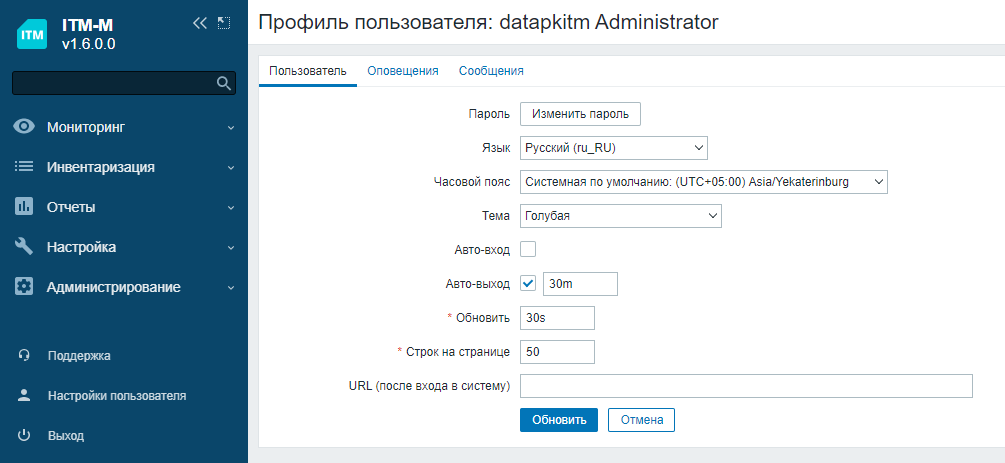 ITM
ITM-M
v1.6.0.0
Мониторинг
Инвентаризация
Отчеты
Настройка
Администрирование
Поддержка
Настройки пользователя
Выход
Профиль пользователя: datapkitm Administrator
Пользователь Оповещения Сообщения
Пароль Изменить пароль
Язык Русский (ru_RU)
Часовой пояс Системная по умолчанию: (UTC+05:00) Asia/Yekaterinburg
Тема Голубая
Авто-вход
Авто-выход 30m
* Обновить 30s
* Строк на странице 50
URL (после входа в систему)
Обновить Отмена